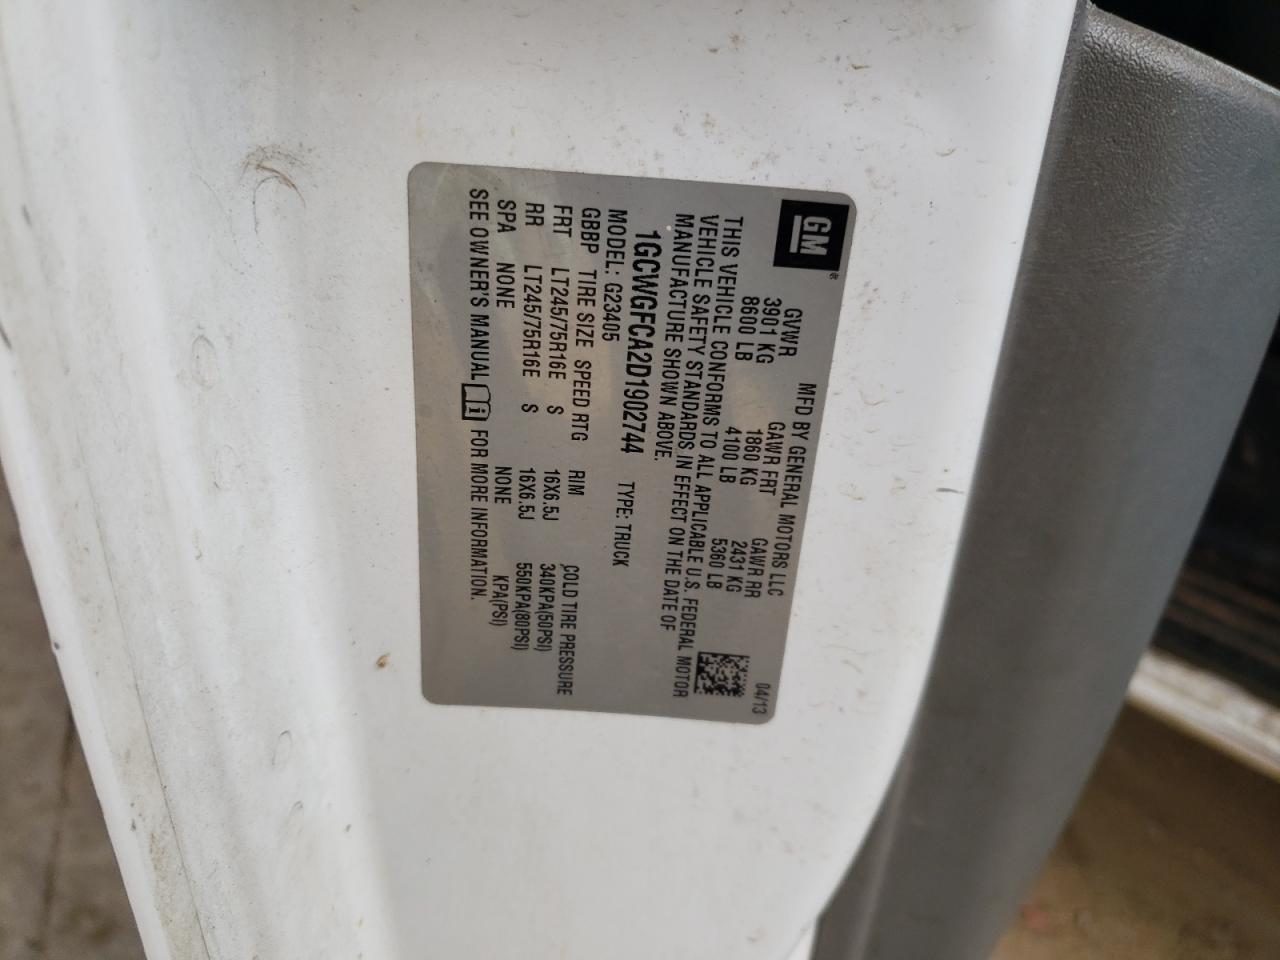 GM
MFD BY GENERAL MOTORS LLC 04/13
GVWR GAWR FRT GAWR RR
3901 KG 1860 KG 2431 KG
8600 LB 4100 LB 5360 LB
THIS VEHICLE CONFORMS TO ALL APPLICABLE U.S. FEDERAL MOTOR
VEHICLE SAFETY STANDARDS IN EFFECT ON THE DATE OF
MANUFACTURE SHOWN ABOVE.
1GCWGFCA2D1902744 TYPE: TRUCK
MODEL: G23405
GBBP TIRE SIZE SPEED RTG RIM COLD TIRE PRESSURE
FRT LT245/75R16E S 16X6.5J 340KPA(50PSI)
RR LT245/75R16E S 16X6.5J 550KPA(80PSI)
SPA NONE NONE KPA(PSI)
SEE OWNER'S MANUAL FOR MORE INFORMATION.